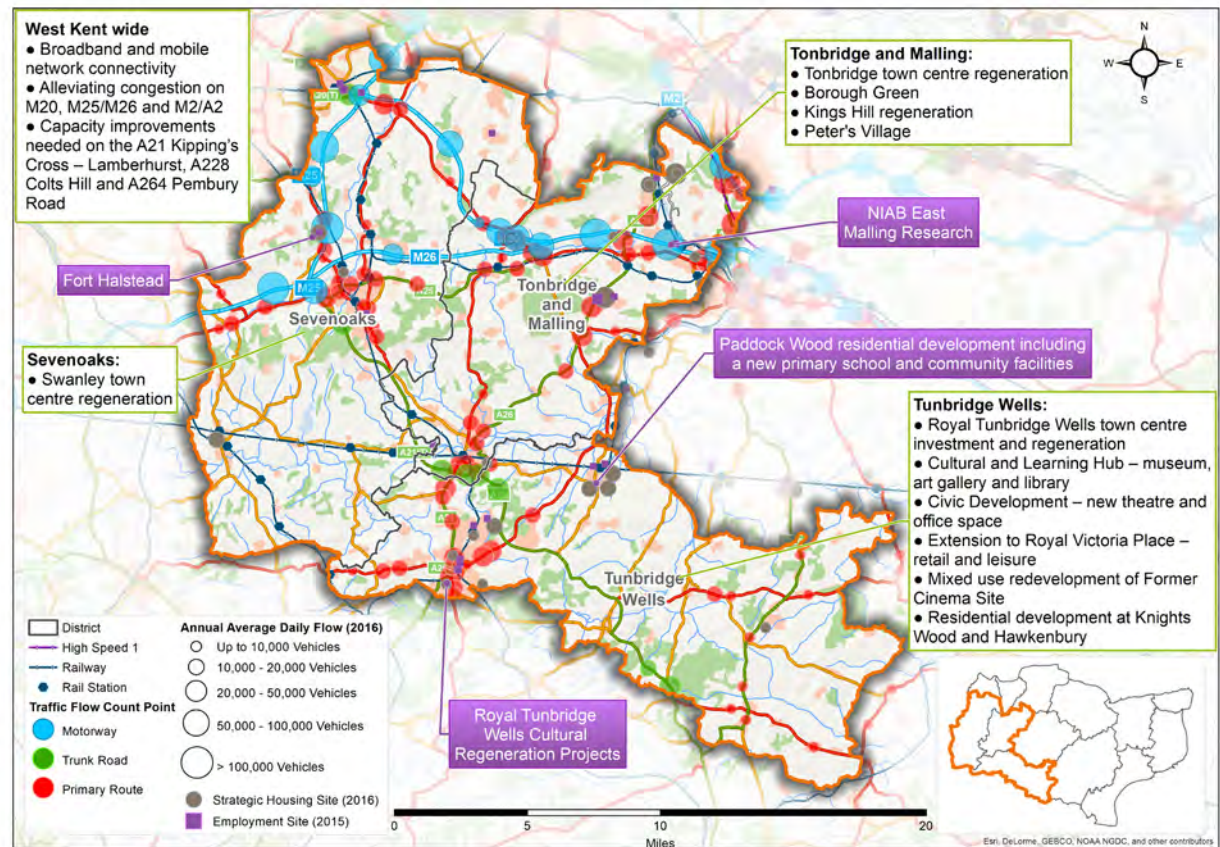 West Kent wide
● Broadband and mobile
network connectivity
● Alleviating congestion on
M20, M25/M26 and M2/A2
● Capacity improvements
needed on the A21 Kipping's
Cross – Lamberhurst, A228
Colts Hill and A264 Pembury
Road
Tonbridge and Malling:
● Tonbridge town centre regeneration
● Borough Green
● Kings Hill regeneration
● Peter's Village
N
W E
S
NIAB East
Malling Research
Fort Halstead
M26
M25
Sevenoaks
Tonbridge
and
Malling
A26
Sevenoaks:
● Swanley town
centre regeneration
Paddock Wood residential development including
a new primary school and community facilities
Tunbridge Wells:
● Royal Tunbridge Wells town centre
investment and regeneration
● Cultural and Learning Hub – museum,
art gallery and library
● Civic Development – new theatre and
office space
● Extension to Royal Victoria Place –
retail and leisure
● Mixed use redevelopment of Former
Cinema Site
● Residential development at Knights
Wood and Hawkenbury
Tunbridge
Wells
Royal Tunbridge
Wells Cultural
Regeneration Projects
District
High Speed 1
Railway
Rail Station
Traffic Flow Count Point
Motorway
Trunk Road
Primary Route
Annual Average Daily Flow (2016)
Up to 10,000 Vehicles
10,000 - 20,000 Vehicles
20,000 - 50,000 Vehicles
50,000 - 100,000 Vehicles
> 100,000 Vehicles
Strategic Housing Site (2016)
Employment Site (2015)
0 5 10 20
Miles
Esri, DeLorme, GEBCO, NOAA NGDC, and other contributors